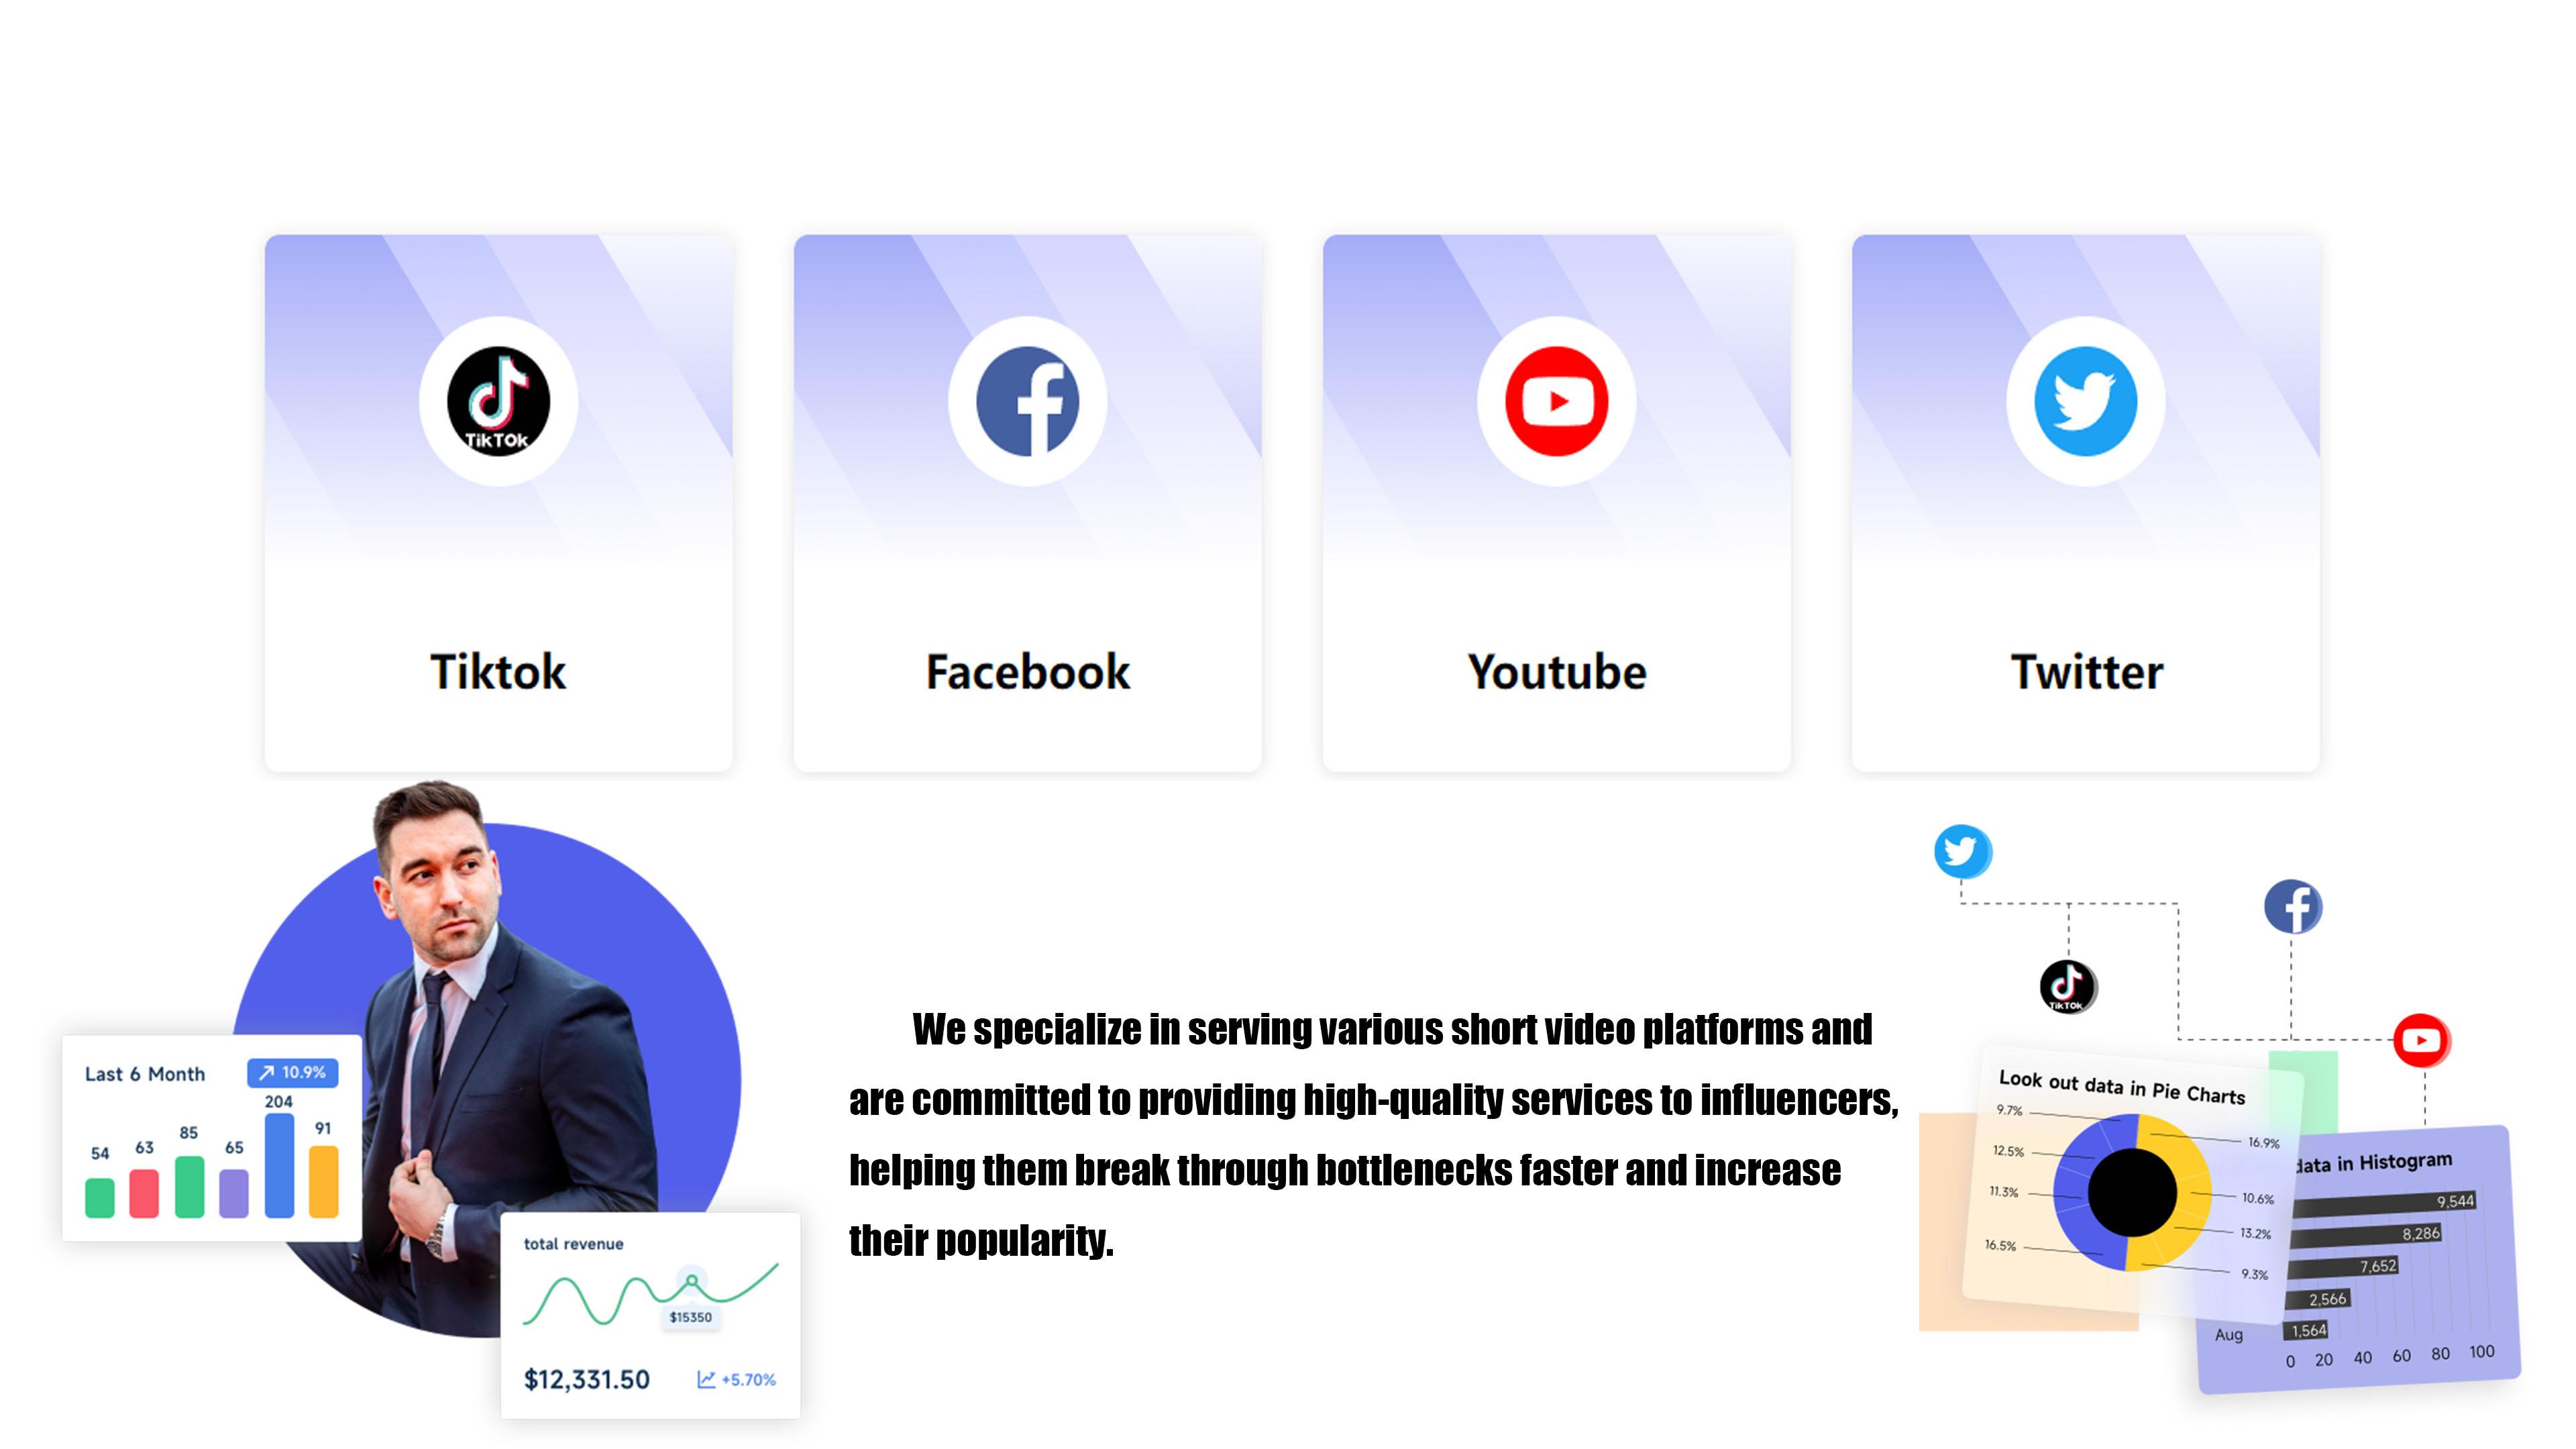 TikTok
Tiktok
Facebook
Youtube
Twitter
Last 6 Month
10.9%
54
63
85
65
204
91
total revenue
$15350
$12,331.50
+5.70%
We specialize in serving various short video platforms and
are committed to providing high-quality services to influencers,
helping them break through bottlenecks faster and increase
their popularity.
TikTok
Look out data in Pie Charts
9.7%
12.5%
11.3%
16.5%
16.9%
10.6%
13.2%
9.3%
data in Histogram
9,544
8,286
7,652
2,566
1,564
Aug
0 20 40 60 80 100